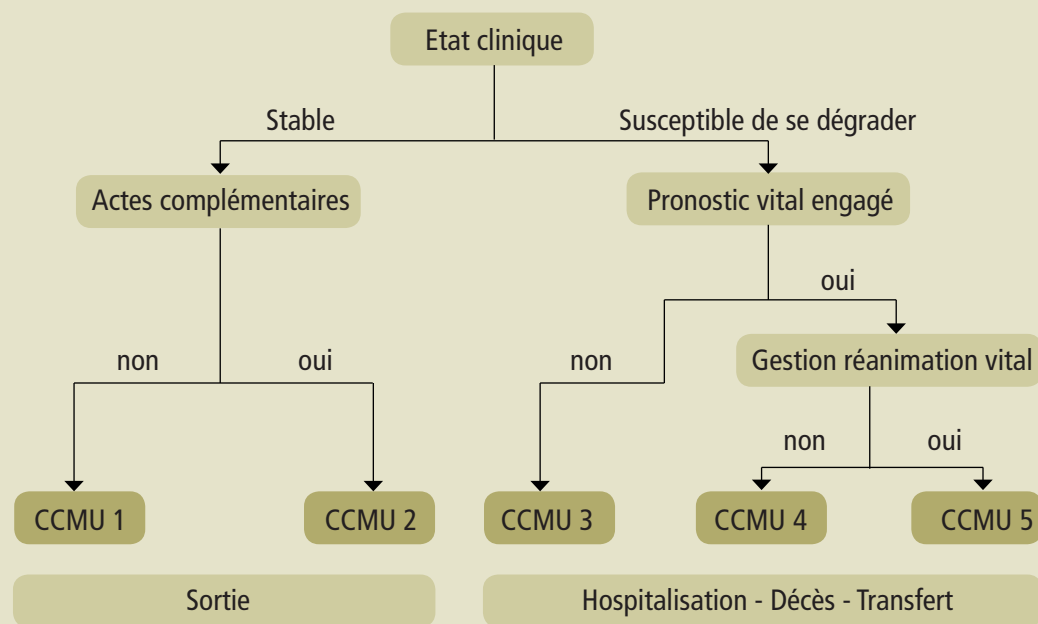 Etat clinique
Stable
Susceptible de se dégrader
Actes complémentaires
Pronostic vital engagé
oui
non
oui
non
Gestion réanimation vital
non
oui
CCMU 1
CCMU 2
CCMU 3
CCMU 4
CCMU 5
Sortie
Hospitalisation - Décès - Transfert